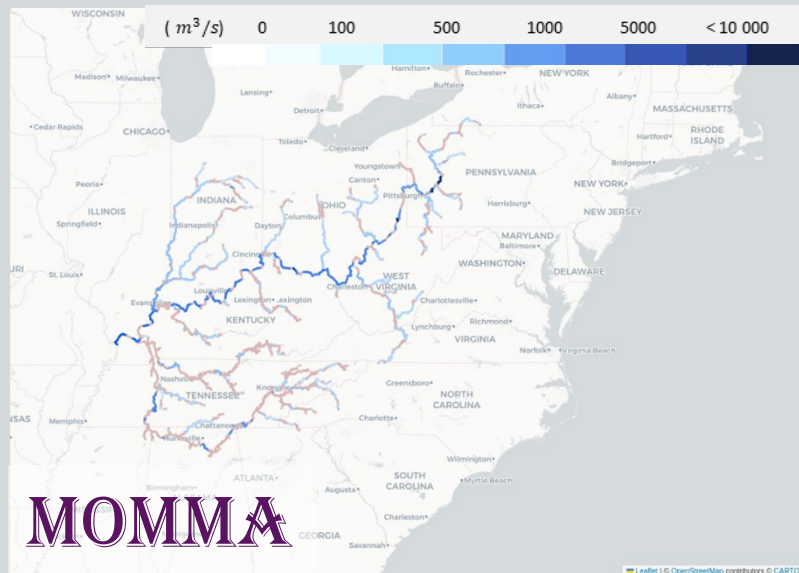 WISCONSIN
( m³/s) 0 100 500 1000 5000 < 10 000
Madison
Milwaukee
Hamilton
Rochester
NEW YORK
Buffalo
Lansing
Albany
Ithaca
MASSACHUSETTS
Detroit
Cedar Rapids
CHICAGO
Hartford
RHODE
ISLAND
Toledo
Cleveland
Bridgeport
Youngstown
Canton
PENNSYLVANIA
Peoria
NEW YORK
INDIANA
OHIO
Pittsburgh
Harrisburg
ILLINOIS
Columbus
NEW JERSEY
Springfield
Indianapolis
Dayton
MARYLAND
Baltimore
Cincinnati
WASHINGTON
DELAWARE
URI
St. Louis
WEST
VIRGINIA
Louisville
Charleston
Evansville
Lexington
Lexington
Charlottesville
KENTUCKY
Richmond
Lynchburg
VIRGINIA
Norfolk
Virginia Beach
Nashville
Greensboro
TENNESSEE
NORTH
CAROLINA
SAS
Memphis
Charlotte
Chattanooga
Huntsville
Wilmington
ATLANTA
SOUTH
CAROLINA
Myrtle Beach
Birmingham
Augusta
Charleston
MOMMA
GEORGIA
Savannah
Leaflet | © OpenStreetMap contributors © CARTO